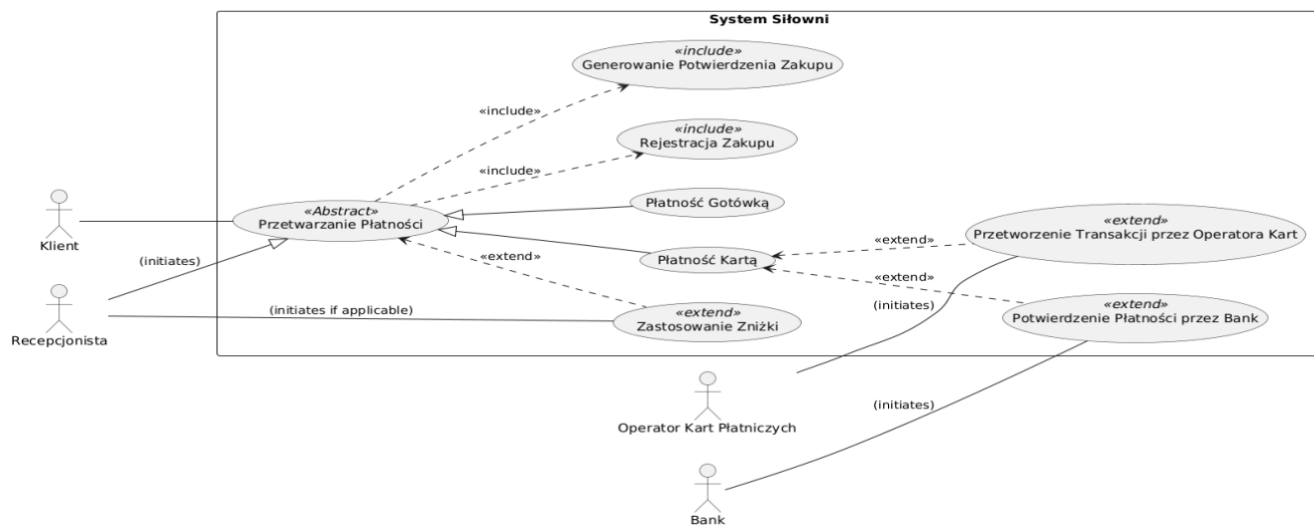 System Siłowni
«include»
Generowanie Potwierdzenia Zakupu
«include»
«include»
Rejestracja Zakupu
«include»
Płatność Gotówką
«Abstract»
Przetwarzanie Płatności
Klient
«extend»
Przetworzenie Transakcji przez Operatora Kart
«extend»
Płatność Kartą
(initiates)
«extend»
«extend»
(initiates)
«extend»
Potwierdzenie Płatności przez Bank
(initiates if applicable)
«extend»
Zastosowanie Zniżki
Recepcjonista
Operator Kart Płatniczych
(initiates)
Bank